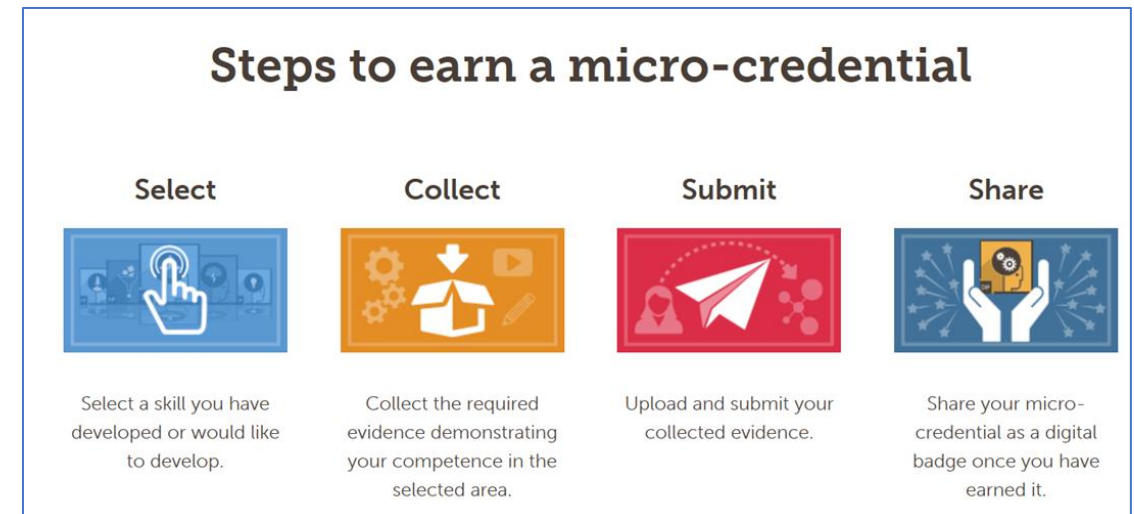 Steps to earn a micro-credential
Select
Select a skill you have
developed or would like
to develop.
Collect
Collect the required
evidence demonstrating
your competence in the
selected area.
Submit
Upload and submit your
collected evidence.
Share
Share your micro-
credential as a digital
badge once you have
earned it.